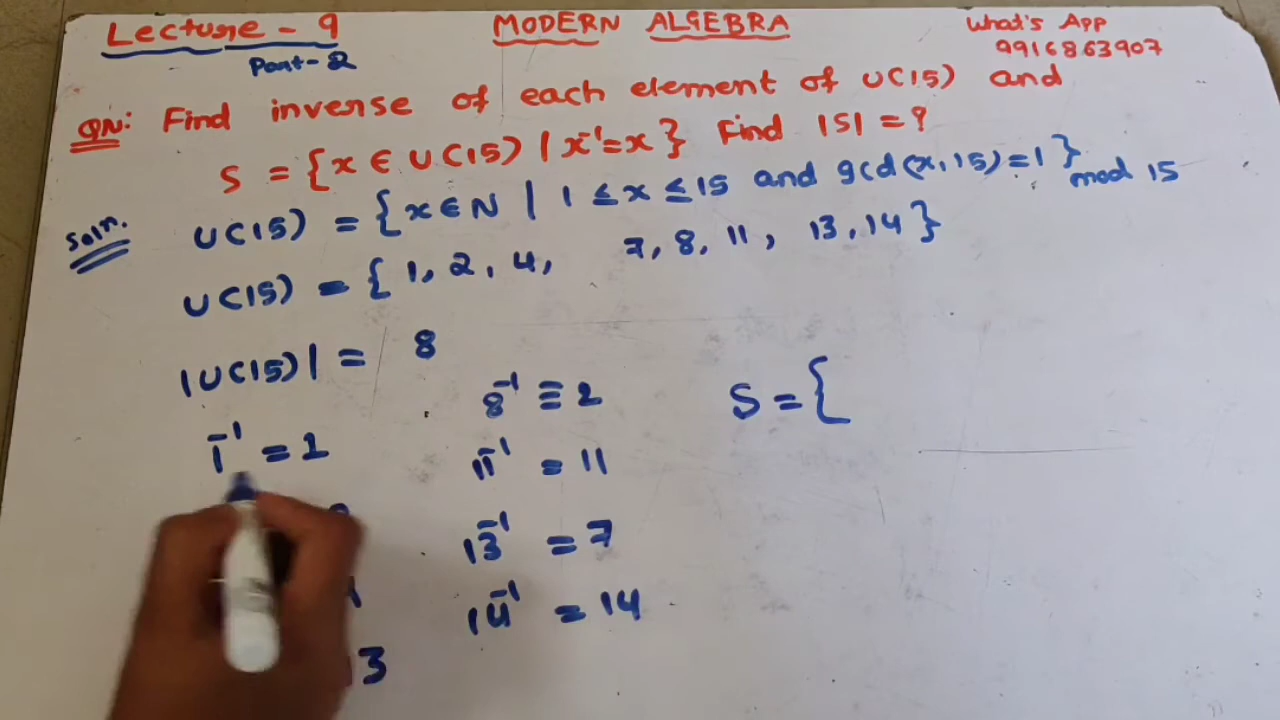 Lecture - 9 MODERN ALGEBRA What's App
Part-2 9916863907
QN: Find inverse of each element of U(15) and
S = {x ∈ U(15) | x⁻¹=x} Find |S| = ?
Soln. U(15) = {x∈N | 1 ≤ x ≤ 15 and gcd(x,15)=1} mod 15
U(15) = {1, 2, 4, 7, 8, 11, 13, 14}
|U(15)| = 8
8⁻¹ ≡ 2 S = {
1⁻¹ = 1
11⁻¹ = 11
13⁻¹ = 7
14⁻¹ = 14
3